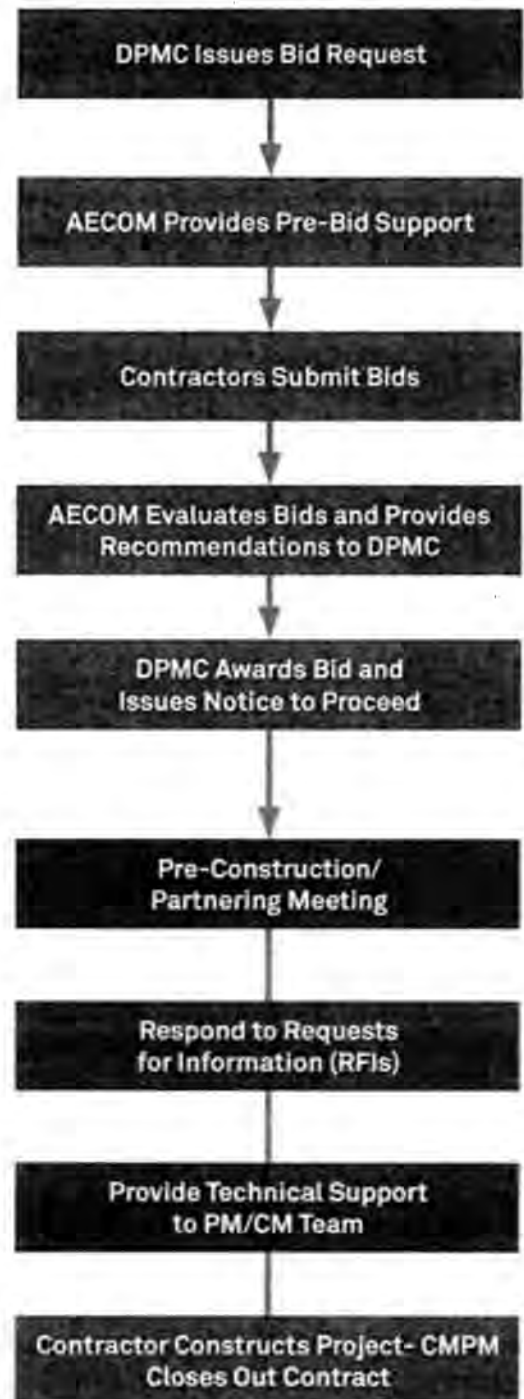 DPMC Issues Bid Request
AECOM Provides Pre-Bid Support
Contractors Submit Bids
AECOM Evaluates Bids and Provides
Recommendations to DPMC
DPMC Awards Bid and
Issues Notice to Proceed
Pre-Construction/
Partnering Meeting
Respond to Requests
for Information (RFIs)
Provide Technical Support
to PM/CM Team
Contractor Constructs Project- CMPM
Closes Out Contract